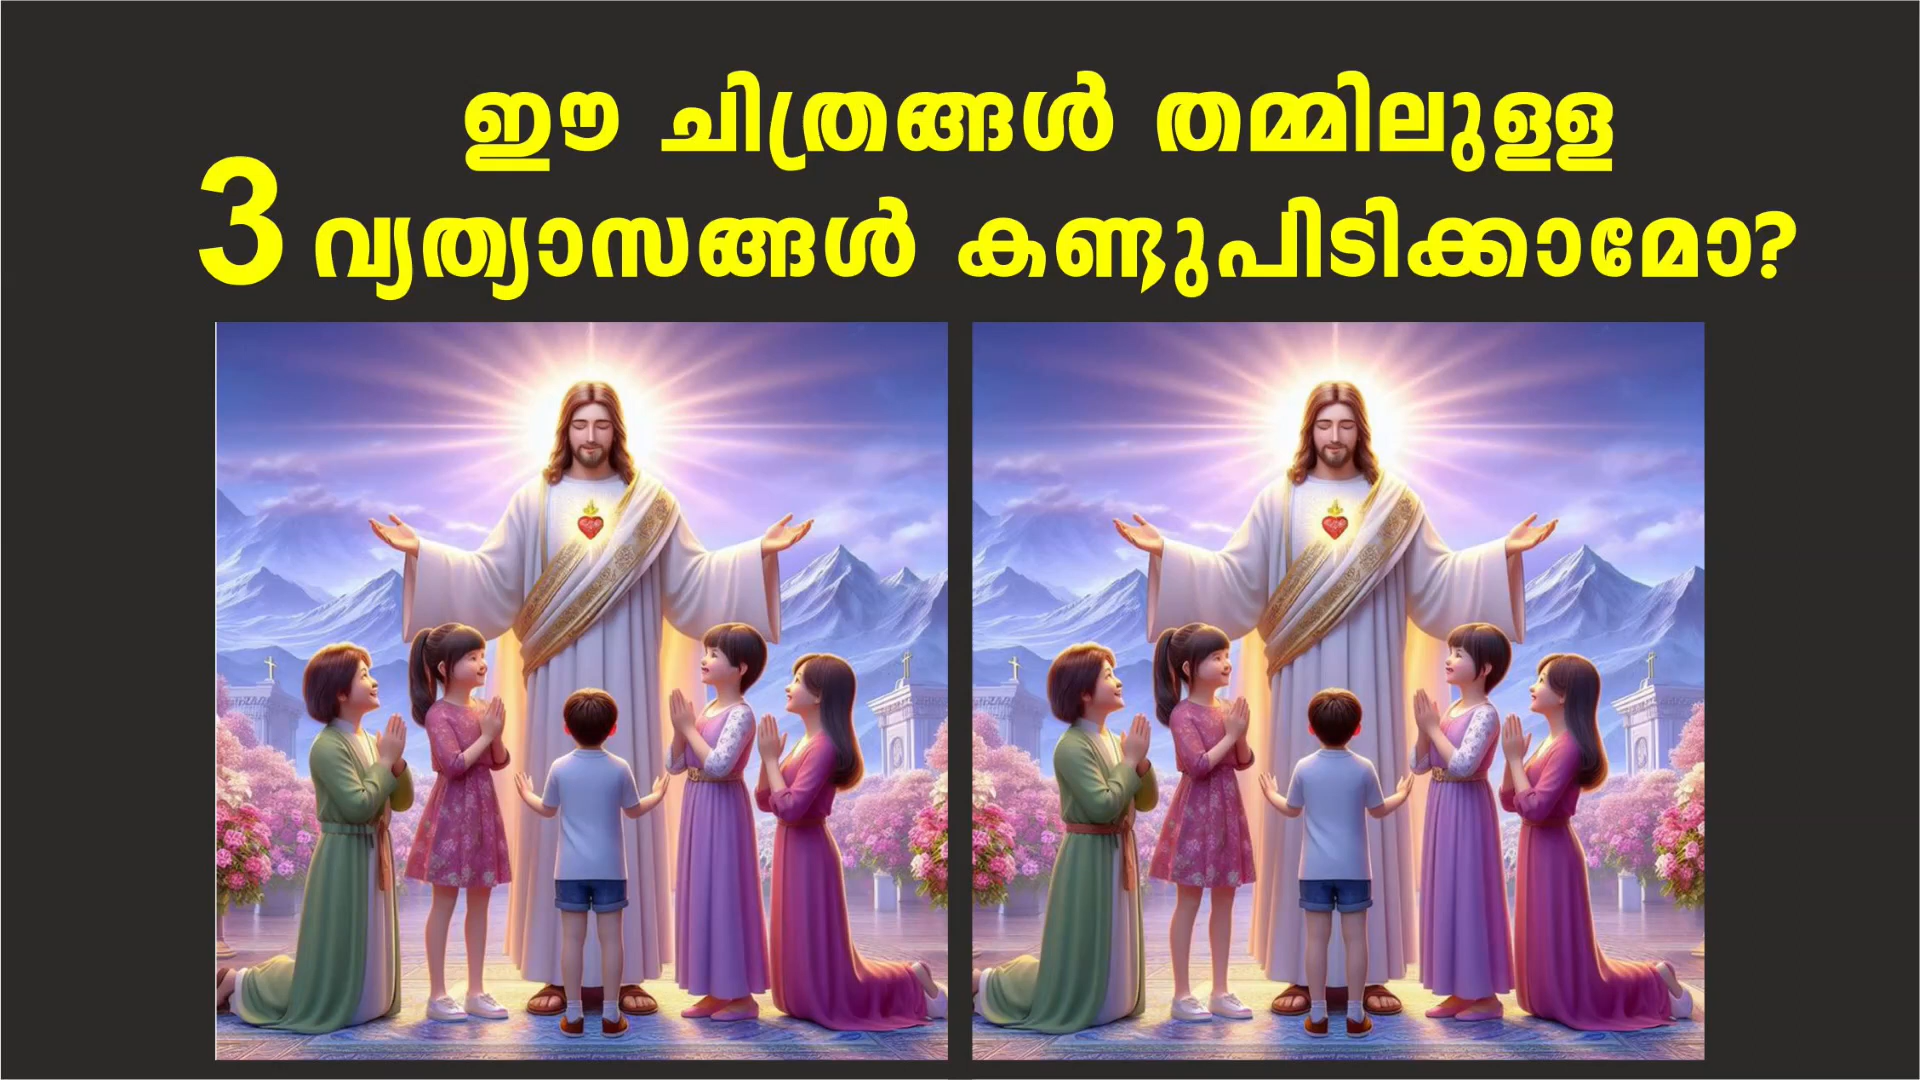 ഈ ചിത്രങ്ങൾ തമ്മിലുള്ള
3 വ്യത്യാസങ്ങൾ കണ്ടുപിടിക്കാമോ?